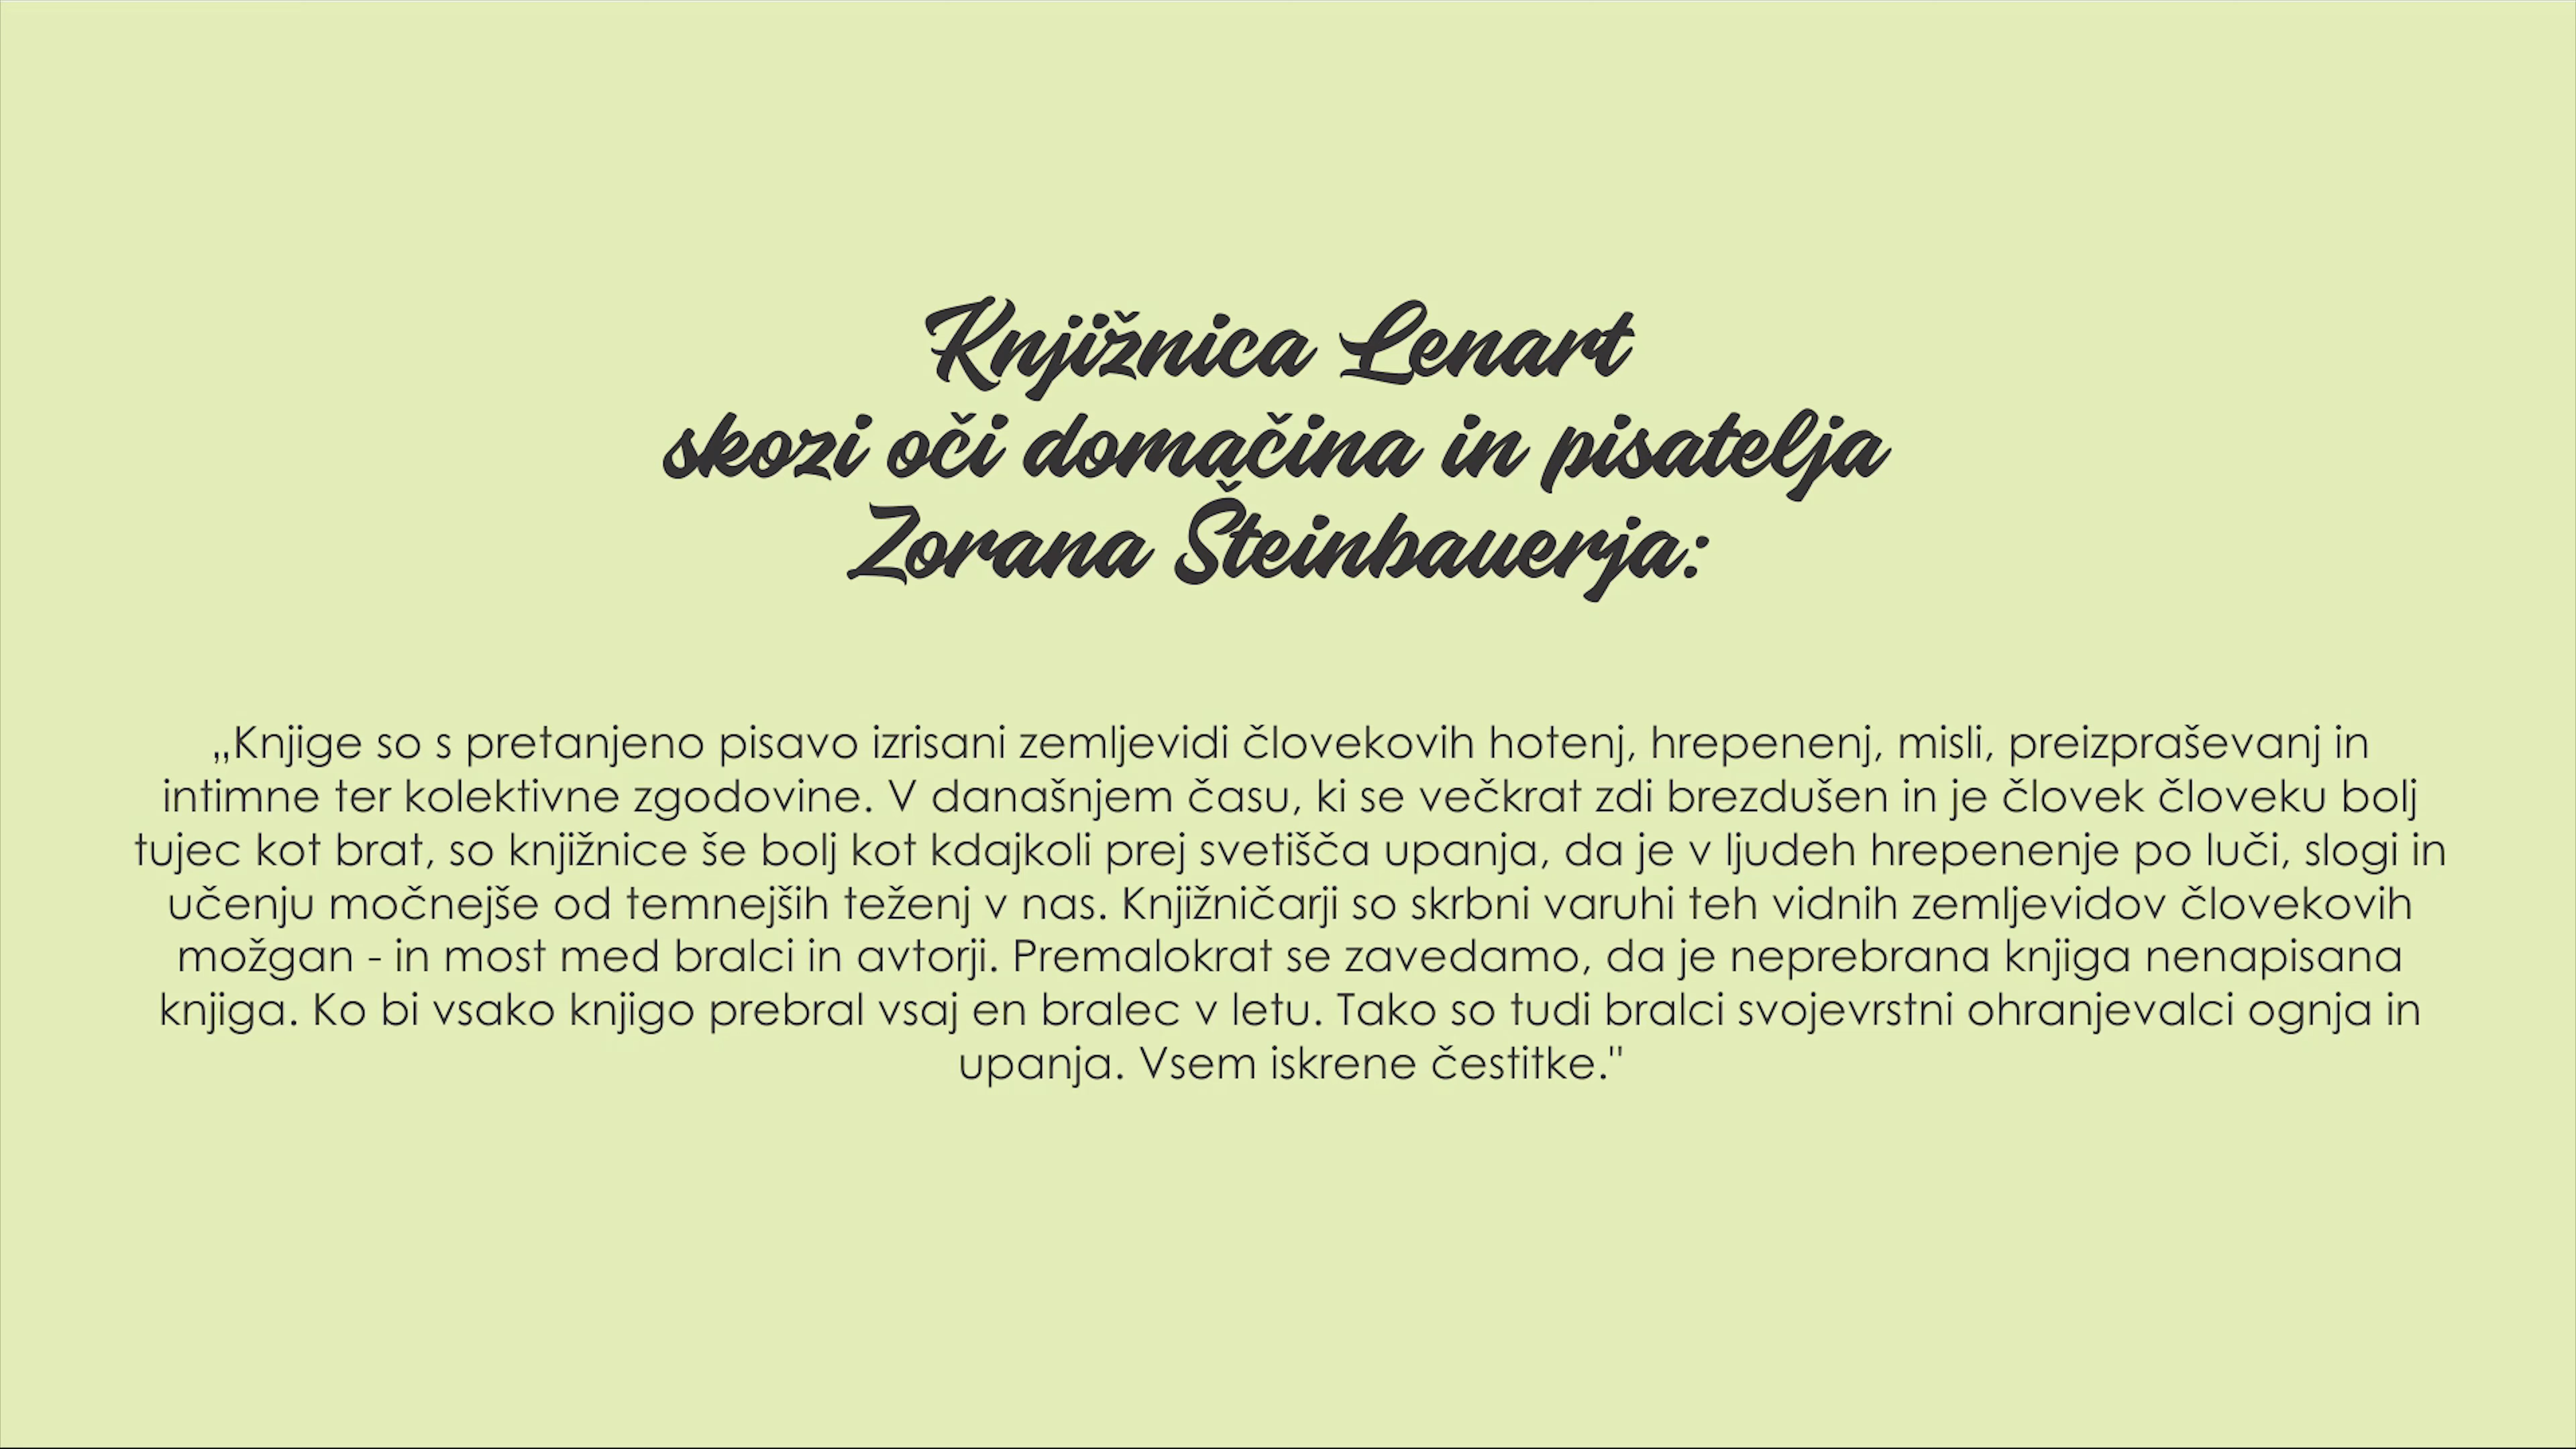 Knjižnica Lenart
skozi oči domačina in pisatelja
Zorana Šteinbauerja:
„Knjige so s pretanjeno pisavo izrisani zemljevidi človekovih hotenj, hrepenenj, misli, preizpraševanj in
intimne ter kolektivne zgodovine. V današnjem času, ki se večkrat zdi brezdušen in je človek človeku bolj
tujec kot brat, so knjižnice še bolj kot kdajkoli prej svetišča upanja, da je v ljudeh hrepenenje po luči, slogi in
učenju močnejše od temnejših teženj v nas. Knjižničarji so skrbni varuhi teh vidnih zemljevidov človekovih
možgan - in most med bralci in avtorji. Premalokrat se zavedamo, da je neprebrana knjiga nenapisana
knjiga. Ko bi vsako knjigo prebral vsaj en bralec v letu. Tako so tudi bralci svojevrstni ohranjevalci ognja in
upanja. Vsem iskrene čestitke."